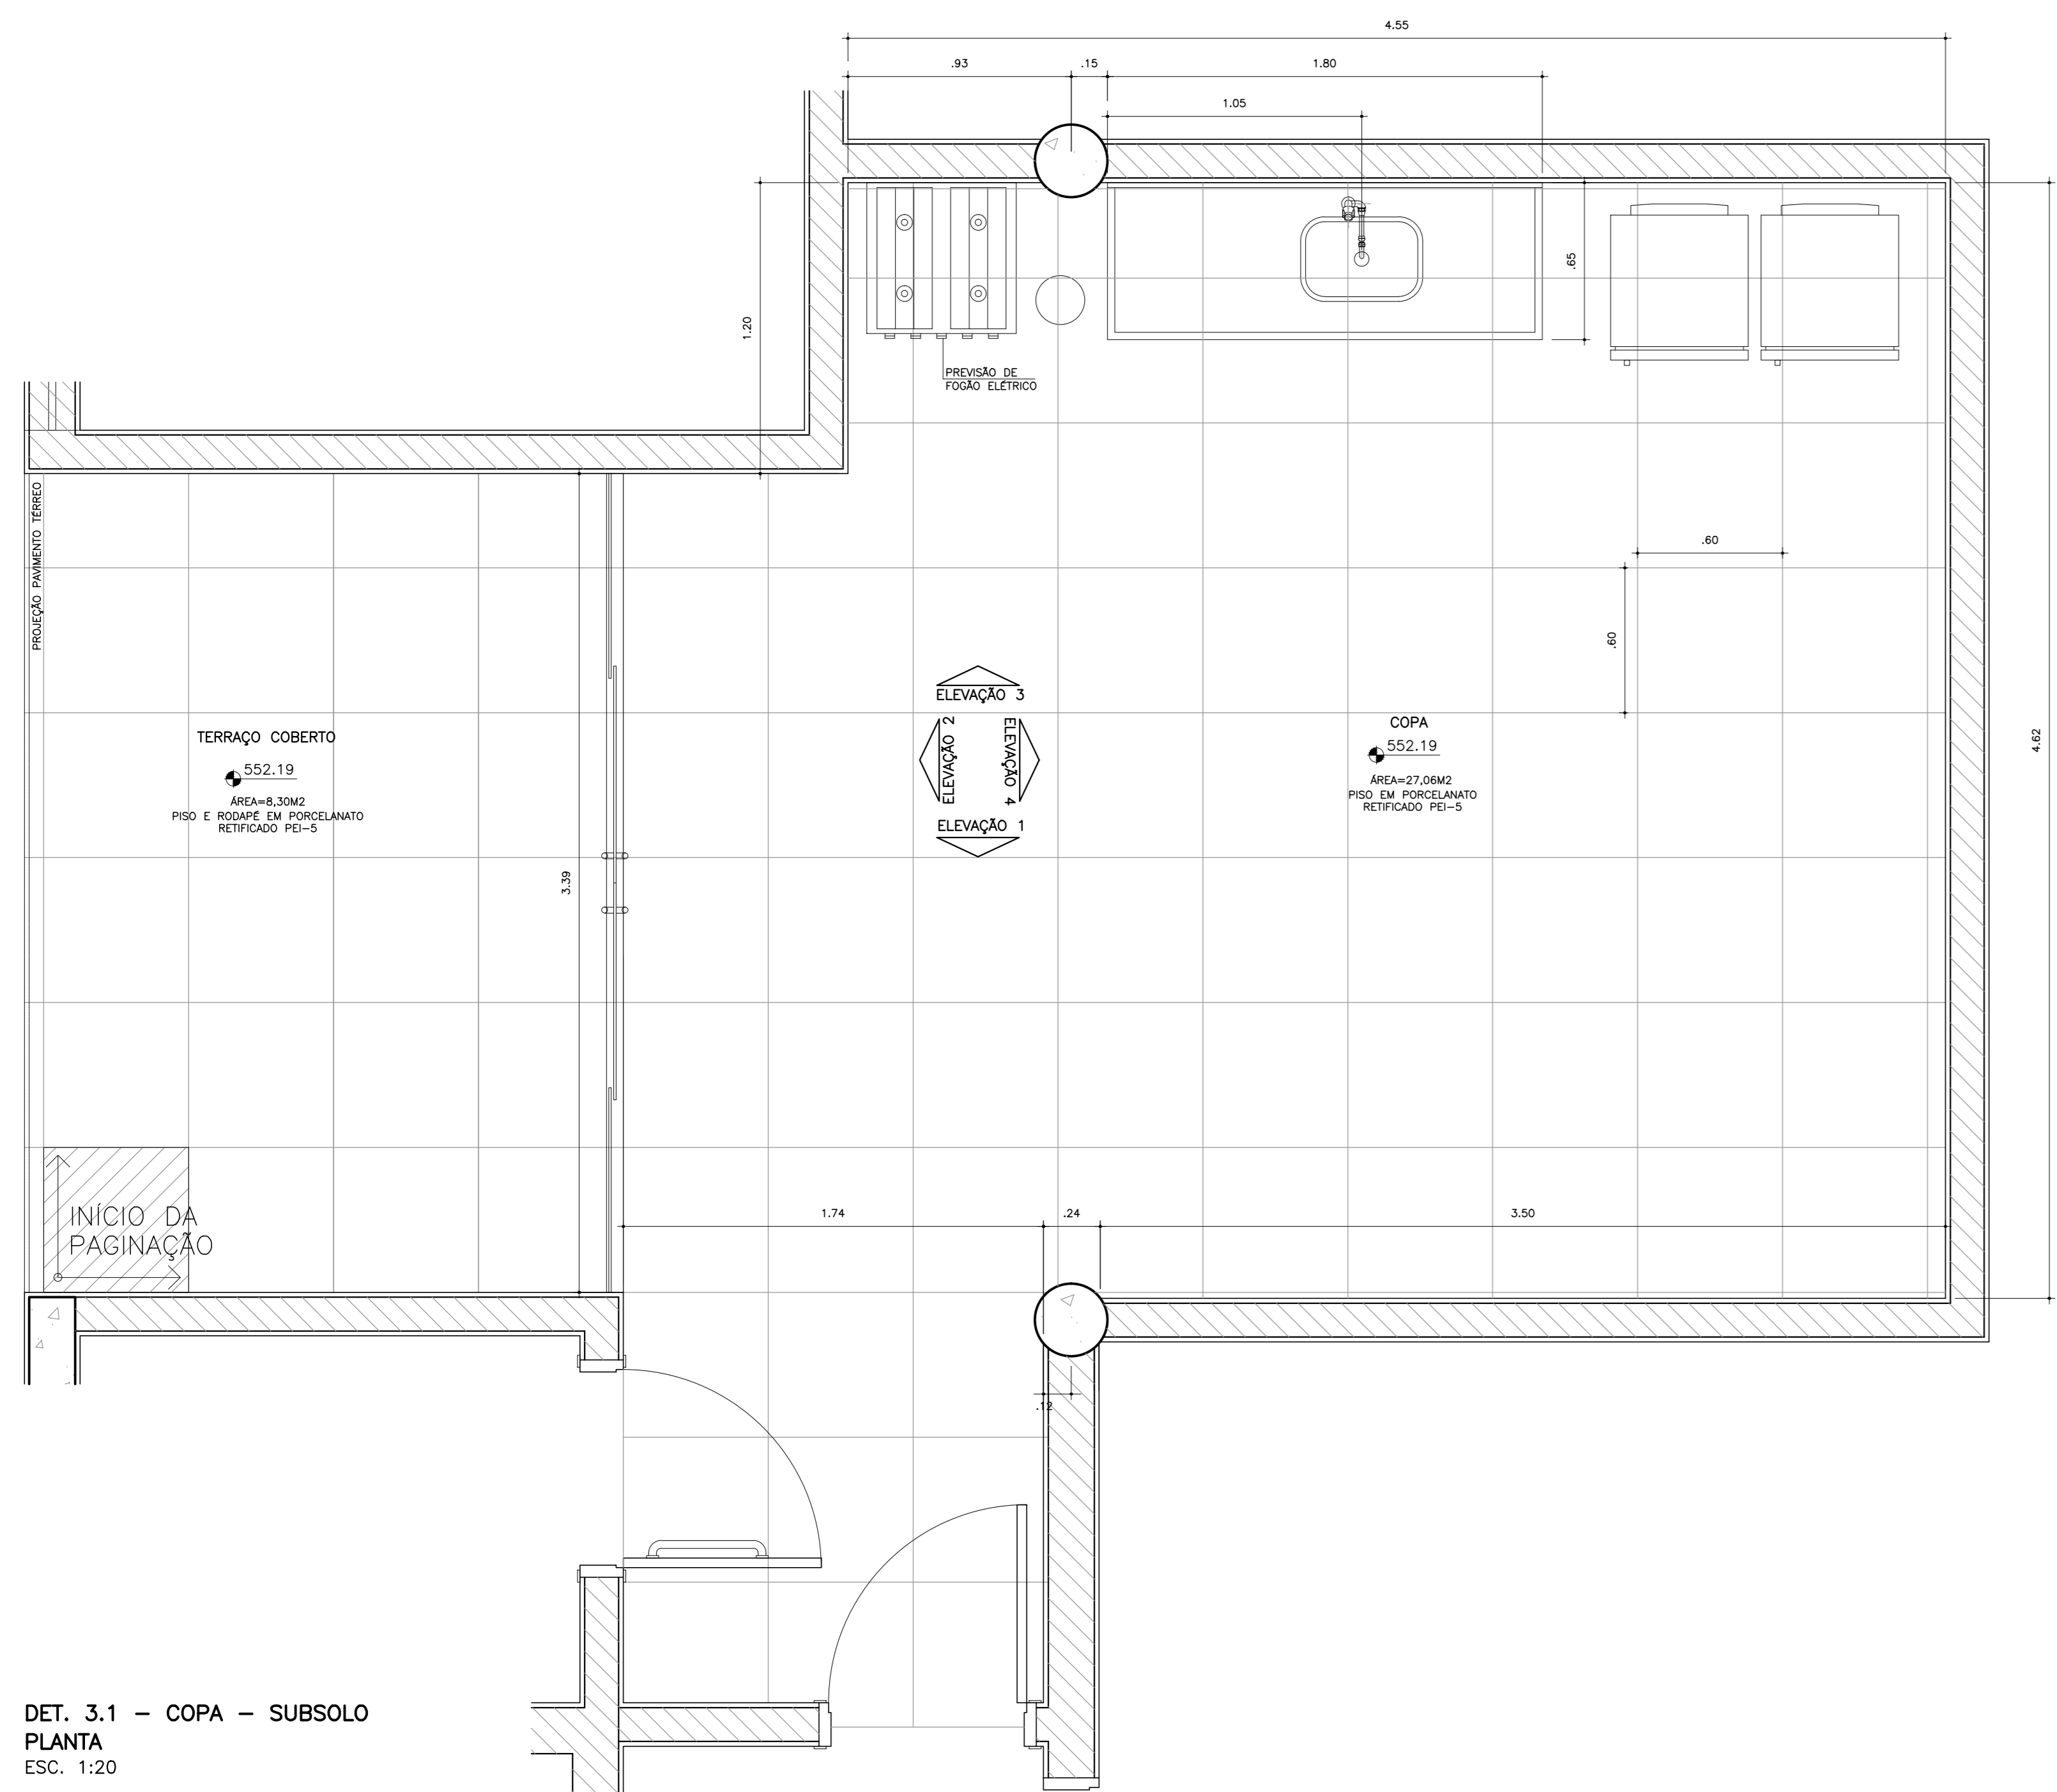 4.55
.93
.15
1.80
1.05
1.20
.65
PREVISÃO DE
FOGÃO ELÉTRICO
PROJEÇÃO PAVIMENTO TÉRREO
.60
.60
4.62
ELEVAÇÃO 3
ELEVAÇÃO 2
ELEVAÇÃO 4
ELEVAÇÃO 1
TERRAÇO COBERTO
552.19
ÁREA=8,30M2
PISO E RODAPÉ EM PORCELANATO
RETIFICADO PEI-5
COPA
552.19
ÁREA=27,06M2
PISO EM PORCELANATO
RETIFICADO PEI-5
3.39
INÍCIO DA
PAGINAÇÃO
3
1.74
.24
3.50
.12
DET. 3.1 - COPA - SUBSOLO
PLANTA
ESC. 1:20